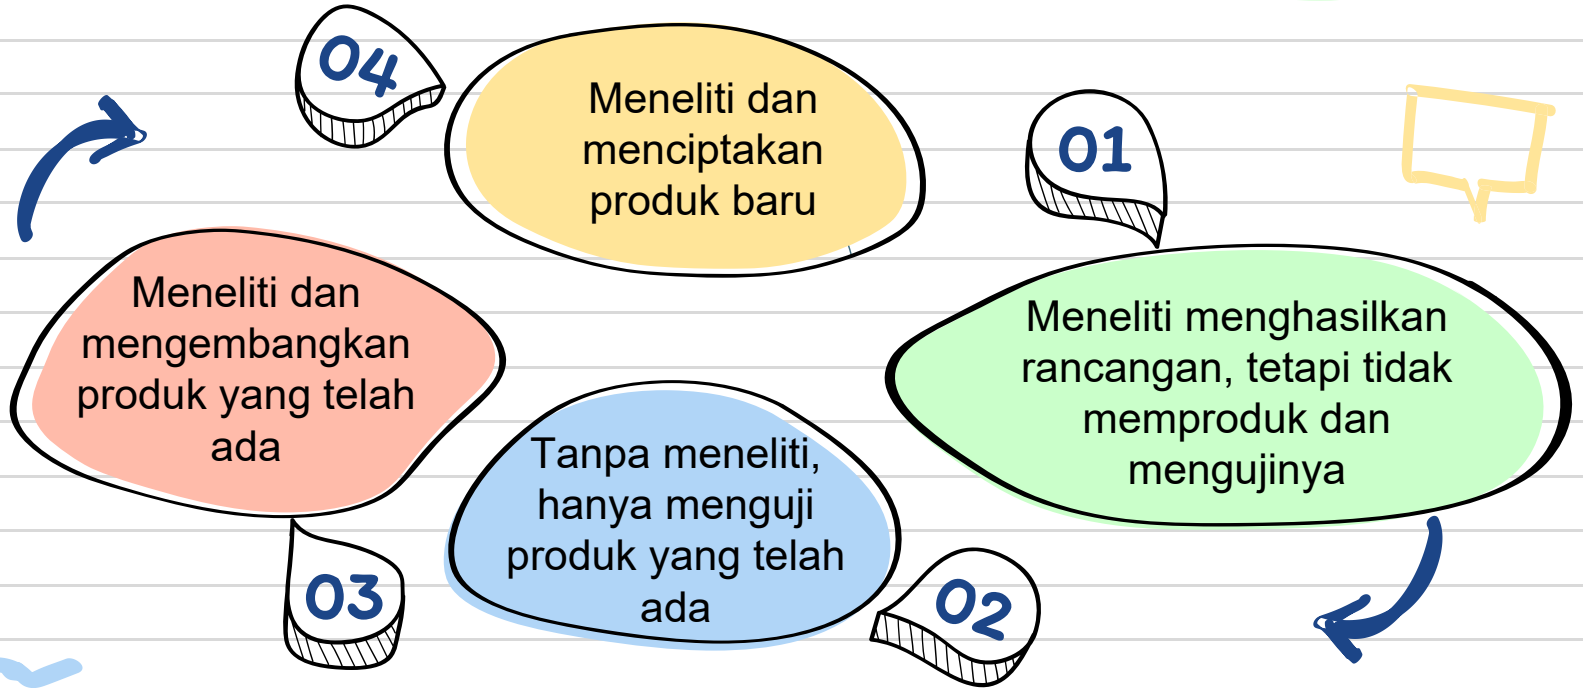 04
Meneliti dan
menciptakan
produk baru
01
Meneliti menghasilkan
rancangan, tetapi tidak
memproduk dan
mengujinya
Meneliti dan
mengembangkan
produk yang telah
ada
03
Tanpa meneliti,
hanya menguji
produk yang telah
ada
02